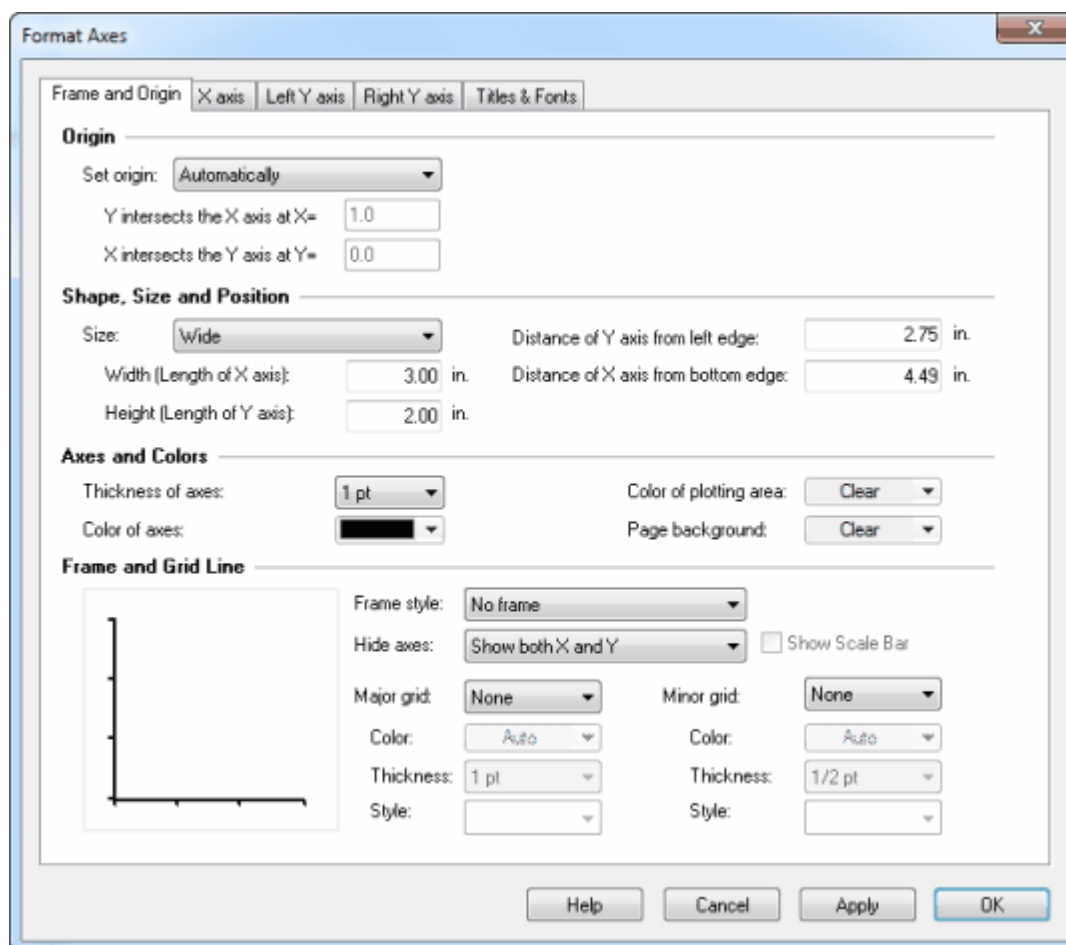 Format Axes
Frame and Origin X axis Left Y axis Right Y axis Titles & Fonts
Origin
Set origin: Automatically
Y intersects the X axis at X= 1.0
X intersects the Y axis at Y= 0.0
Shape, Size and Position
Size: Wide Distance of Y axis from left edge: 2.75 in.
Width (Length of X axis): 3.00 in. Distance of X axis from bottom edge: 4.49 in.
Height (Length of Y axis): 2.00 in.
Axes and Colors
Thickness of axes: 1 pt Color of plotting area: Clear
Color of axes: Page background: Clear
Frame and Grid Line
Frame style: No frame
Hide axes: Show both X and Y Show Scale Bar
Major grid: None Minor grid: None
Color: Auto Color: Auto
Thickness: 1 pt Thickness: 1/2 pt
Style: Style:
Help Cancel Apply OK